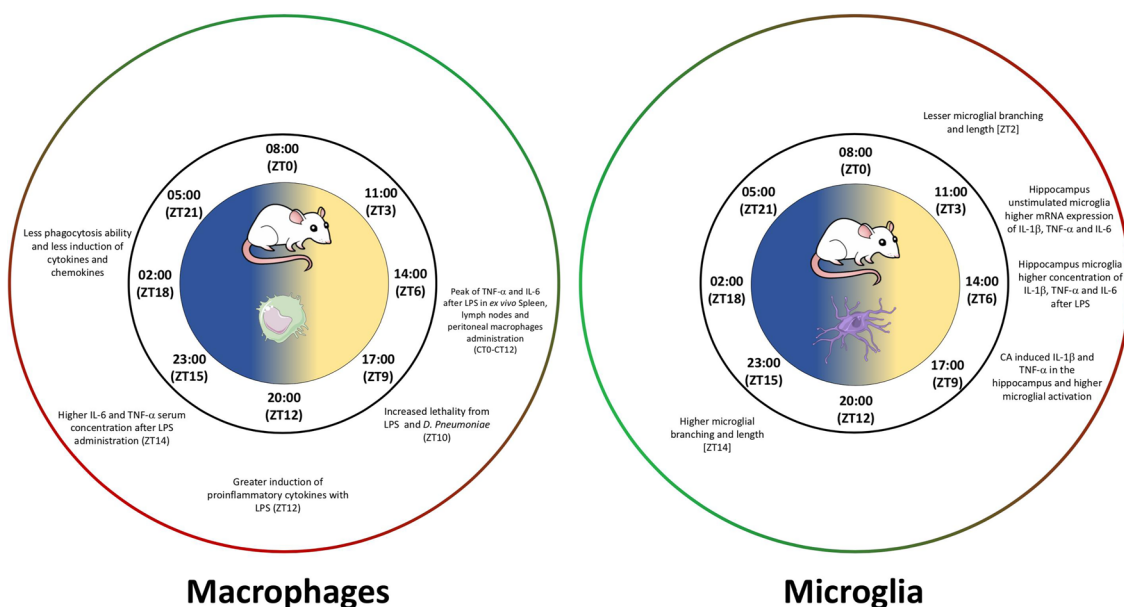 08:00
(ZT0)
11:00
(ZT3)
14:00
(ZT6)
17:00
(ZT9)
20:00
(ZT12)
23:00
(ZT15)
02:00
(ZT18)
05:00
(ZT21)
Less phagocytosis ability
and less induction of
cytokines and
chemokines
Peak of TNF-α and IL-6
after LPS in ex vivo Spleen,
lymph nodes and
peritoneal macrophages
administration
(CT0-CT12)
Increased lethality from
LPS and D. Pneumoniae
(ZT10)
Greater induction of
proinflammatory cytokines with
LPS (ZT12)
Higher IL-6 and TNF-α serum
concentration after LPS
administration (ZT14)
Macrophages
08:00
(ZT0)
11:00
(ZT3)
14:00
(ZT6)
17:00
(ZT9)
20:00
(ZT12)
23:00
(ZT15)
02:00
(ZT18)
05:00
(ZT21)
Lesser microglial branching
and length [ZT2]
Hippocampus
unstimulated microglia
higher mRNA expression
of IL-1β, TNF-α and IL-6
Hippocampus microglia
higher concentration of
IL-1β, TNF-α and IL-6
after LPS
CA induced IL-1β and
TNF-α in the
hippocampus and higher
microglial activation
Higher microglial
branching and length
[ZT14]
Microglia